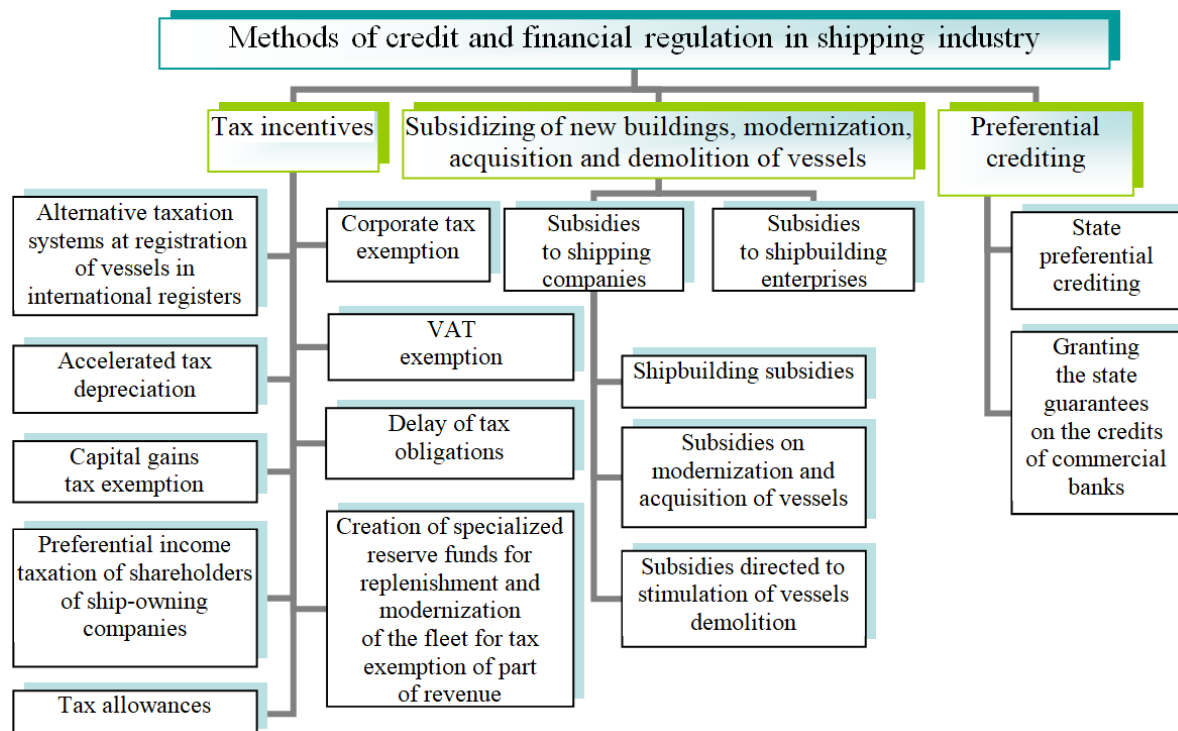 Methods of credit and financial regulation in shipping industry
Tax incentives
Subsidizing of new buildings, modernization,
acquisition and demolition of vessels
Preferential
crediting
Alternative taxation
systems at registration
of vessels in
international registers
Accelerated tax
depreciation
Capital gains
tax exemption
Preferential income
taxation of shareholders
of ship-owning
companies
Tax allowances
Corporate tax
exemption
VAT
exemption
Delay of tax
obligations
Creation of specialized
reserve funds for
replenishment and
modernization
of the fleet for tax
exemption of part
of revenue
Subsidies
to shipping
companies
Subsidies
to shipbuilding
enterprises
Shipbuilding subsidies
Subsidies on
modernization and
acquisition of vessels
Subsidies directed to
stimulation of vessels
demolition
State
preferential
crediting
Granting
the state
guarantees
on the credits
of commercial
banks